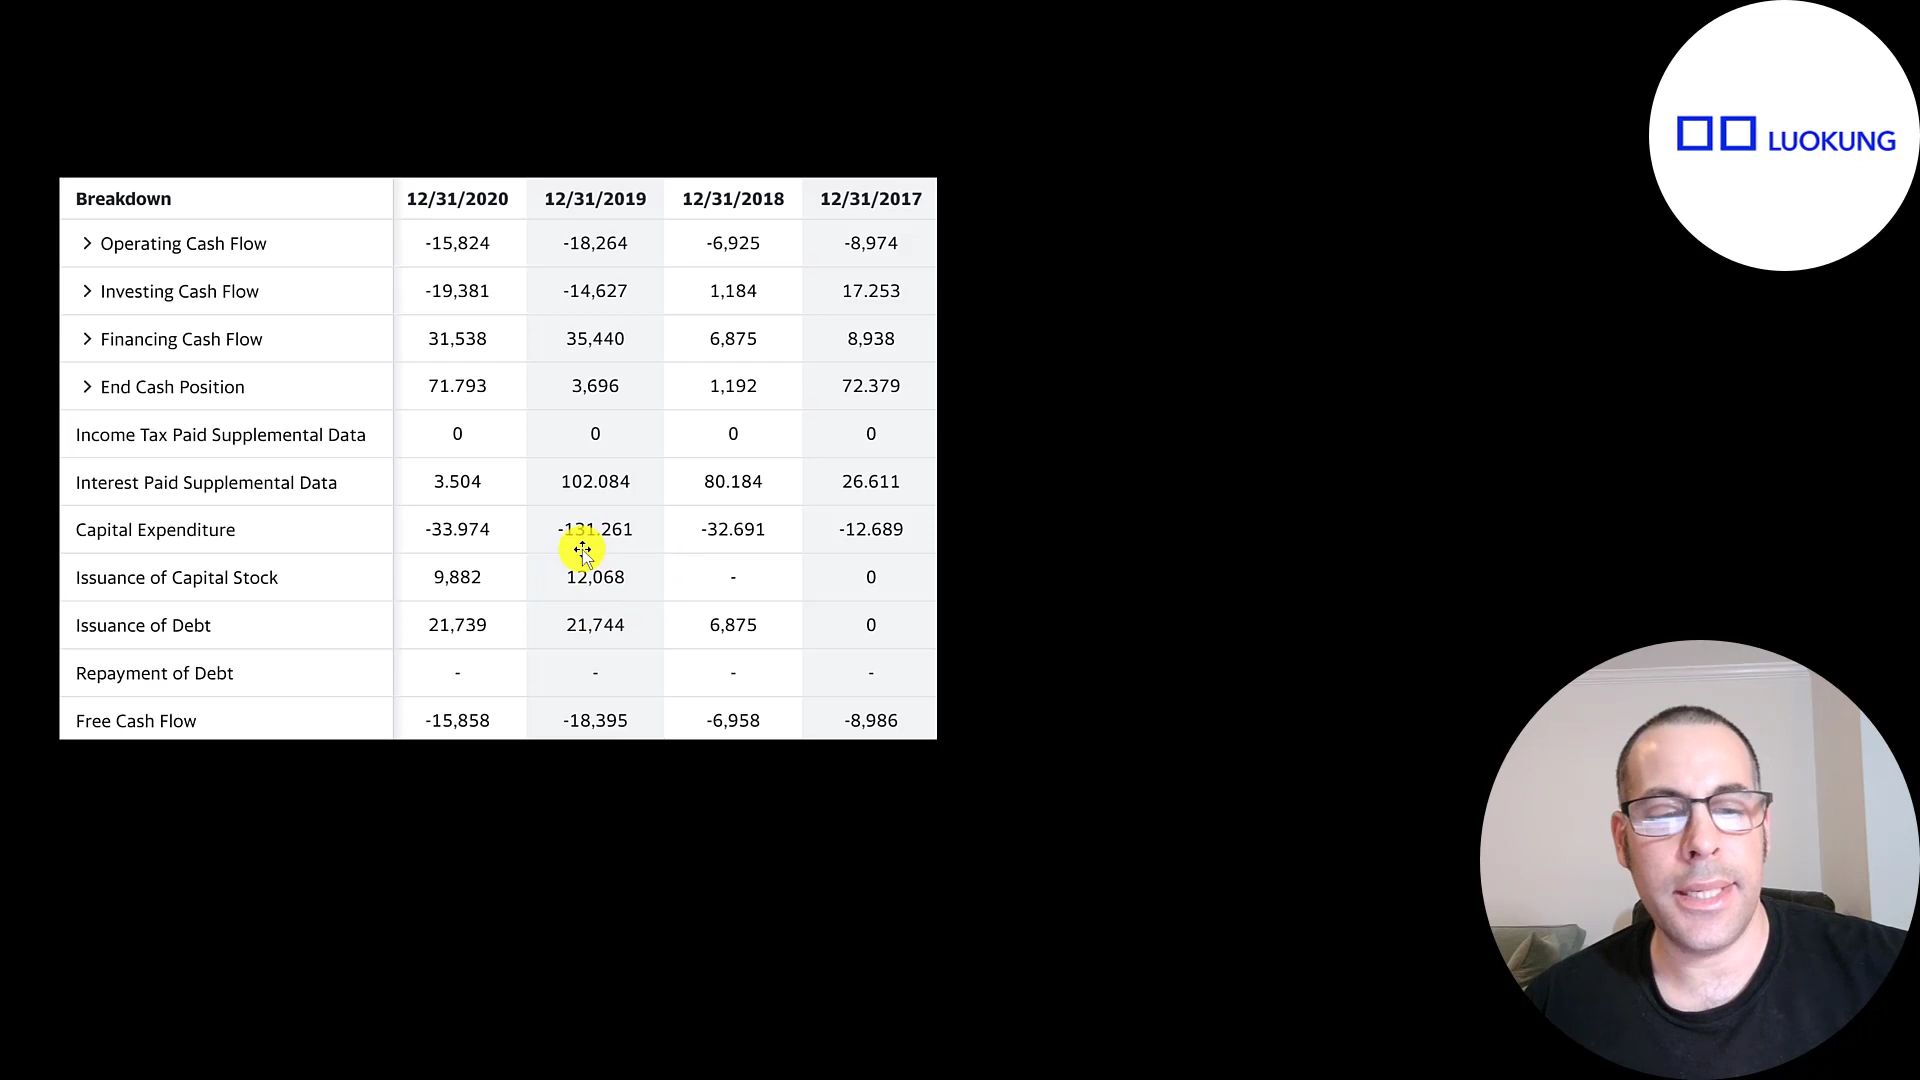 LUOKUNG
Breakdown 12/31/2020 12/31/2019 12/31/2018 12/31/2017
Operating Cash Flow -15,824 -18,264 -6,925 -8,974
Investing Cash Flow -19,381 -14,627 1,184 17.253
Financing Cash Flow 31,538 35,440 6,875 8,938
End Cash Position 71.793 3,696 1,192 72.379
Income Tax Paid Supplemental Data 0 0 0 0
Interest Paid Supplemental Data 3.504 102.084 80.184 26.611
Capital Expenditure -33.974 -131.261 -32.691 -12.689
Issuance of Capital Stock 9,882 12,068 - 0
Issuance of Debt 21,739 21,744 6,875 0
Repayment of Debt - - - -
Free Cash Flow -15,858 -18,395 -6,958 -8,986